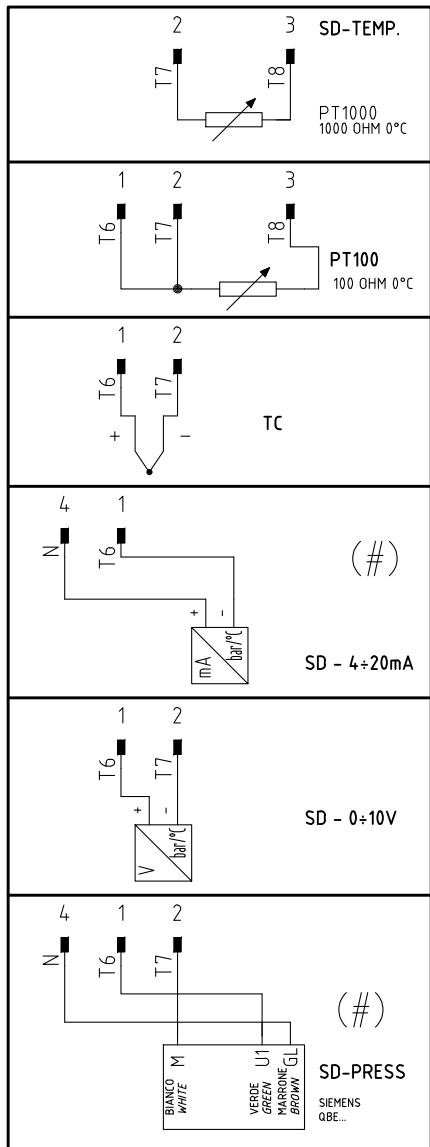 2 3 SD-TEMP.
T7 T8
PT1000
1000 OHM 0°C
1 2 3
T6 T7 T8
PT100
100 OHM 0°C
1 2
T6 T7
+ -
TC
4 1
N T6
(#)
+ -
mA bar/°C
SD - 4÷20mA
1 2
T6 T7
+ -
V bar/°C
SD - 0÷10V
4 1 2
N T6 T7
(#)
M U1 GL
BIANCO VERDE MARRONE
WHITE GREEN BROWN
SD-PRESS
SIEMENS
QBE...